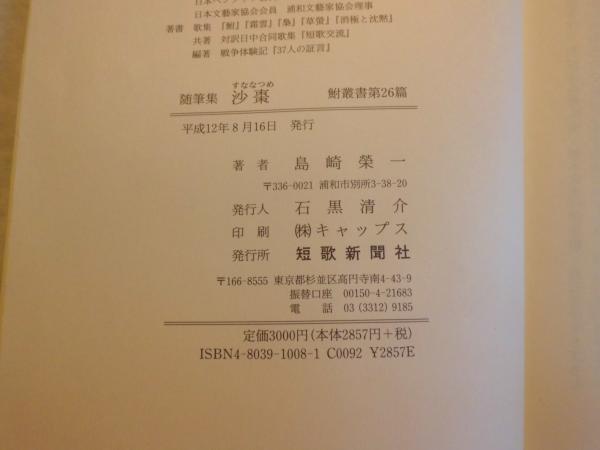 日本文藝家協会会員 浦和文藝家協会理事
著書 歌集『鮒』『霜雲』『梟』『草螢』『消極と沈黙』
共著 対訳日中合同歌集『短歌交流』
編著 戦争体験記『37人の証言』
すななつめ
随筆集 沙棗 鮒叢書第26篇
平成12年8月16日 発行
著者 島崎榮一
〒336-0021 浦和市別所3-38-20
発行人 石黒清介
印刷 ㈱キャップス
発行所 短歌新聞社
〒166-8555 東京都杉並区高円寺南4-43-9
振替口座 00150-4-21683
電話 03(3312)9185
定価3000円(本体2857円+税)
ISBN4-8039-1008-1 C0092 Y2857E